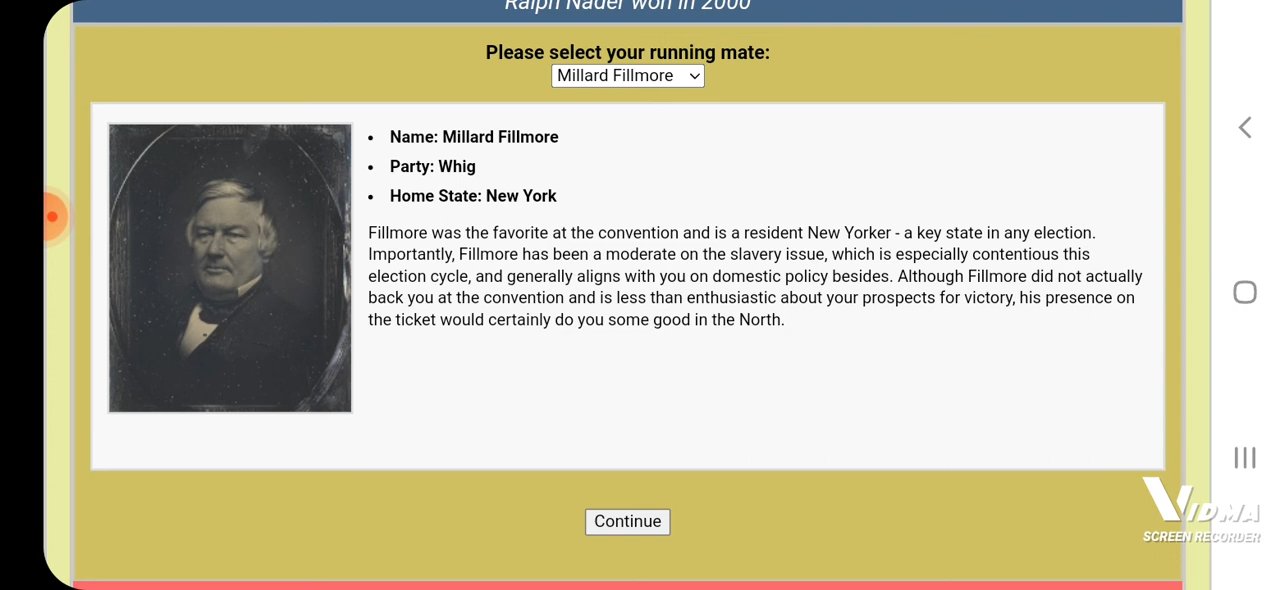 Ralph Nader won in 2000
Please select your running mate:
Millard Fillmore
• Name: Millard Fillmore
• Party: Whig
• Home State: New York
Fillmore was the favorite at the convention and is a resident New Yorker - a key state in any election.
Importantly, Fillmore has been a moderate on the slavery issue, which is especially contentious this
election cycle, and generally aligns with you on domestic policy besides. Although Fillmore did not actually
back you at the convention and is less than enthusiastic about your prospects for victory, his presence on
the ticket would certainly do you some good in the North.
Continue
VIDMA
SCREEN RECORDER